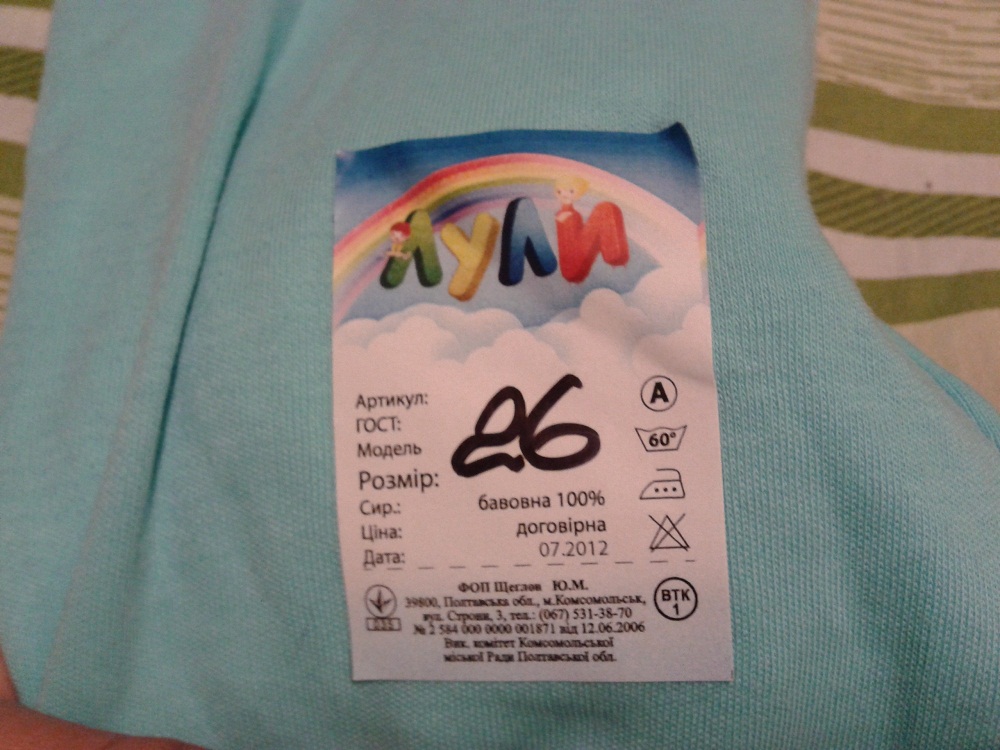 ЛУЛИ
Артикул:
ГОСТ:
Модель
26
Розмір:
Сир.: бавовна 100%
Ціна: договірна
Дата: 07.2012
А
60°
ФОП Щеглов Ю.М.
39800, Полтавська обл., м.Комсомольськ,
вул. Строни, 3, тел.: (067) 531-38-70
№ 2 584 000 0000 001871 від 12.06.2006
Вик. комітет Комсомольської
міської Ради Полтавської обл.
ВТК
1